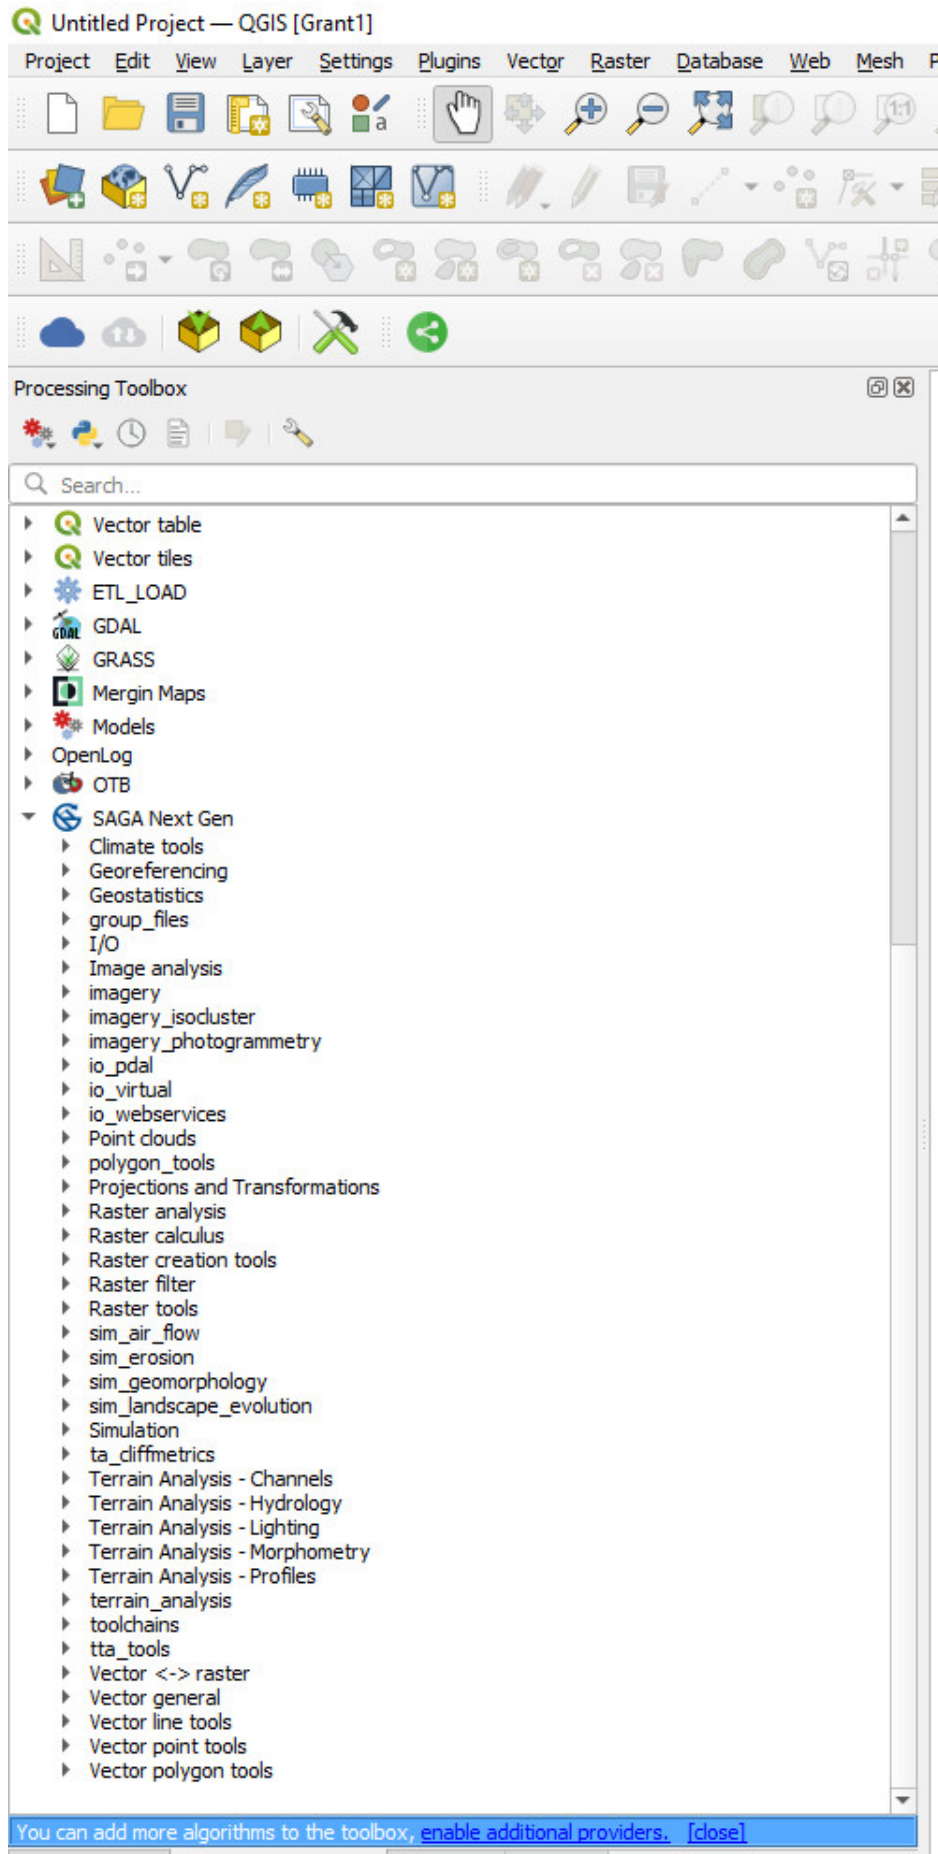 Untitled Project — QGIS [Grant1]
Project Edit View Layer Settings Plugins Vector Raster Database Web Mesh P
a
1:1
Processing Toolbox
Search...
Vector table
Vector tiles
ETL_LOAD
GDAL GDAL
GRASS
Mergin Maps
Models
OpenLog
OTB
SAGA Next Gen
Climate tools
Georeferencing
Geostatistics
group_files
I/O
Image analysis
imagery
imagery_isocluster
imagery_photogrammetry
io_pdal
io_virtual
io_webservices
Point clouds
polygon_tools
Projections and Transformations
Raster analysis
Raster calculus
Raster creation tools
Raster filter
Raster tools
sim_air_flow
sim_erosion
sim_geomorphology
sim_landscape_evolution
Simulation
ta_cliffmetrics
Terrain Analysis - Channels
Terrain Analysis - Hydrology
Terrain Analysis - Lighting
Terrain Analysis - Morphometry
Terrain Analysis - Profiles
terrain_analysis
toolchains
tta_tools
Vector <-> raster
Vector general
Vector line tools
Vector point tools
Vector polygon tools
You can add more algorithms to the toolbox, enable additional providers. [close]